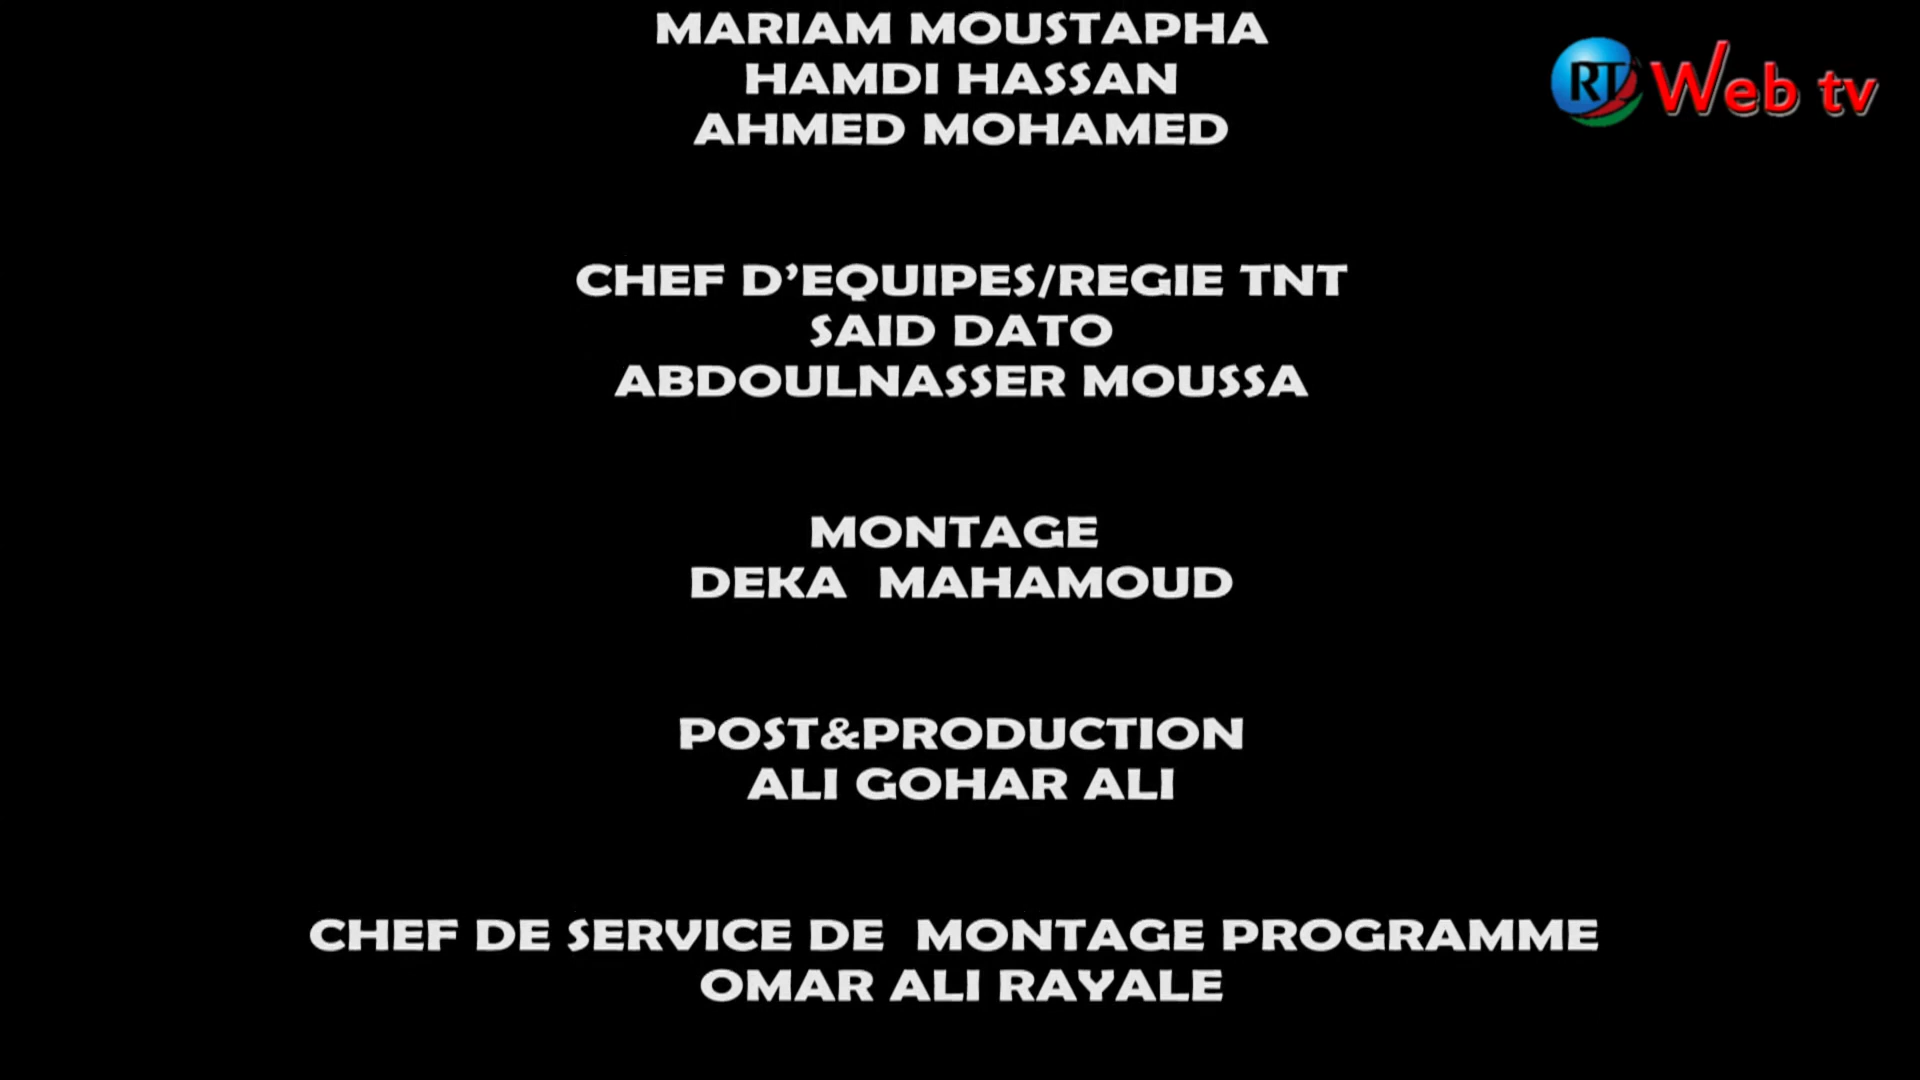 MARIAM MOUSTAPHA
HAMDI HASSAN
AHMED MOHAMED
RT Web tv
CHEF D’EQUIPES/REGIE TNT
SAID DATO
ABDOULNASSER MOUSSA
MONTAGE
DEKA MAHAMOUD
POST&PRODUCTION
ALI GOHAR ALI
CHEF DE SERVICE DE MONTAGE PROGRAMME
OMAR ALI RAYALE